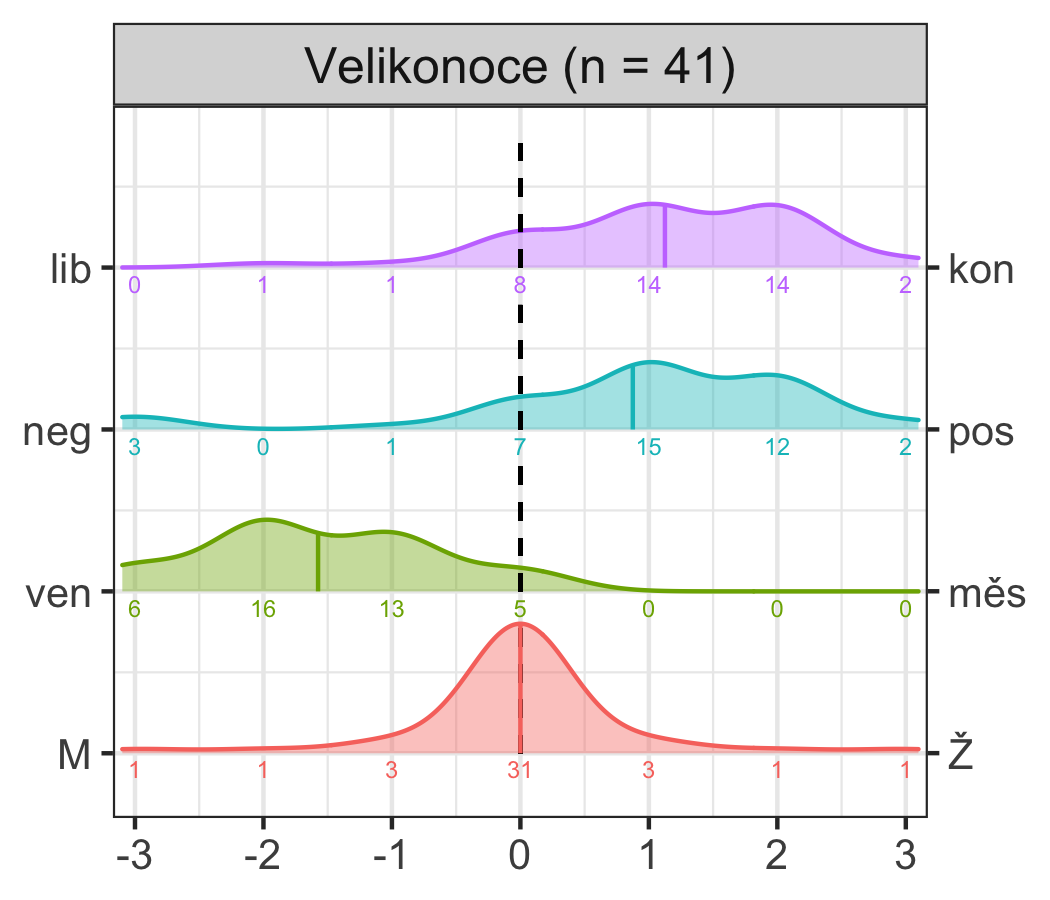 Velikonoce (n = 41)
lib kon
0 1 1 8 14 14 2
neg pos
3 0 1 7 15 12 2
ven měs
6 16 13 5 0 0 0
M Ž
1 1 3 31 3 1 1
-3 -2 -1 0 1 2 3